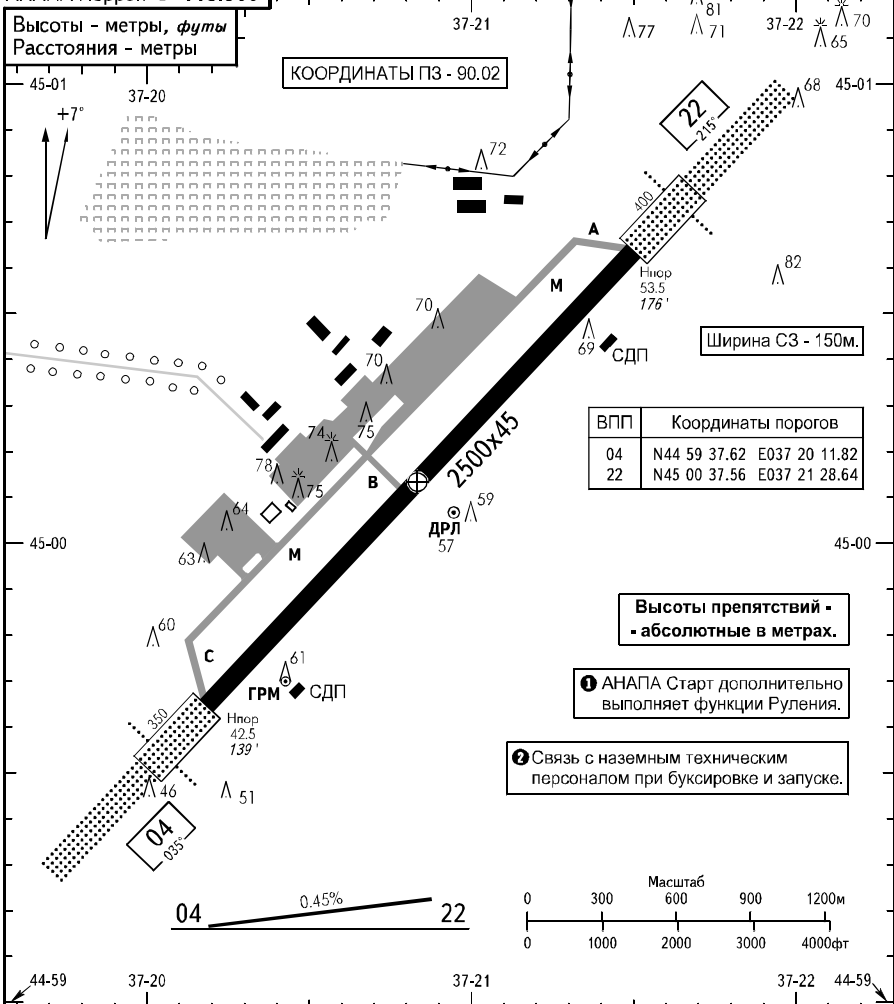 37-21
37-22
81
71
77
70
65
Высоты - метры, футы
Расстояния - метры
КООРДИНАТЫ ПЗ - 90.02
45-01
37-20
45-01
+7°
68
22
215°
72
400
A
M
Нпор
53.5
176'
82
70
69
СДП
Ширина СЗ - 150м.
70
ВПП Координаты порогов
04 N44 59 37.62 E037 20 11.82
22 N45 00 37.56 E037 21 28.64
75
74
2500x45
78
75
B
59
64
ДРЛ
57
63
M
45-00
45-00
60
C
61
ГРМ
СДП
Высоты препятствий -
- абсолютные в метрах.
1 АНАПА Старт дополнительно
выполняет функции Руления.
350
Нпор
42.5
139'
2 Связь с наземным техническим
персоналом при буксировке и запуске.
46
51
04
035°
04 0.45% 22
Масштаб
0 300 600 900 1200м
0 1000 2000 3000 4000фт
44-59
37-20
37-21
37-22
44-59